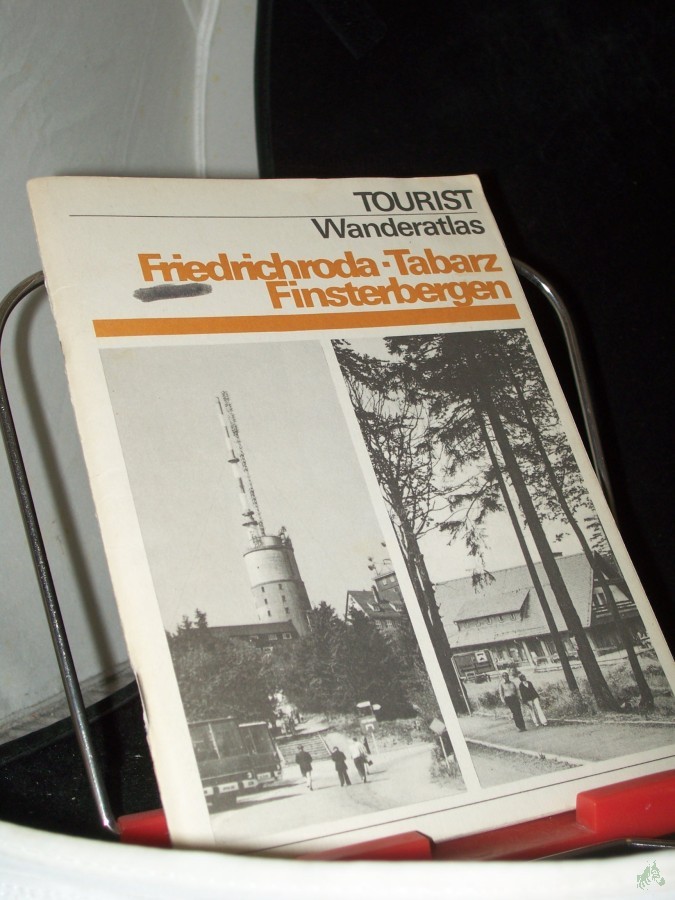 TOURIST
Wanderatlas
Friedrichroda·Tabarz
Finsterbergen